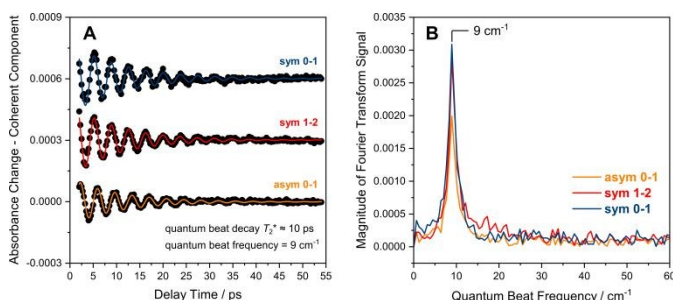 A
0.0009
0.0006
0.0003
0.0000
-0.0003
Absorbance Change - Coherent Component
sym 0-1
sym 1-2
asym 0-1
quantum beat decay T₂* ≈ 10 ps
quantum beat frequency = 9 cm⁻¹
0 5 10 15 20 25 30 35 40 45 50 55
Delay Time / ps
B
9 cm⁻¹
0.0035
0.0030
0.0025
0.0020
0.0015
0.0010
0.0005
0.0000
Magnitude of Fourier Transform Signal
asym 0-1
sym 1-2
sym 0-1
0 10 20 30 40 50 60
Quantum Beat Frequency / cm⁻¹